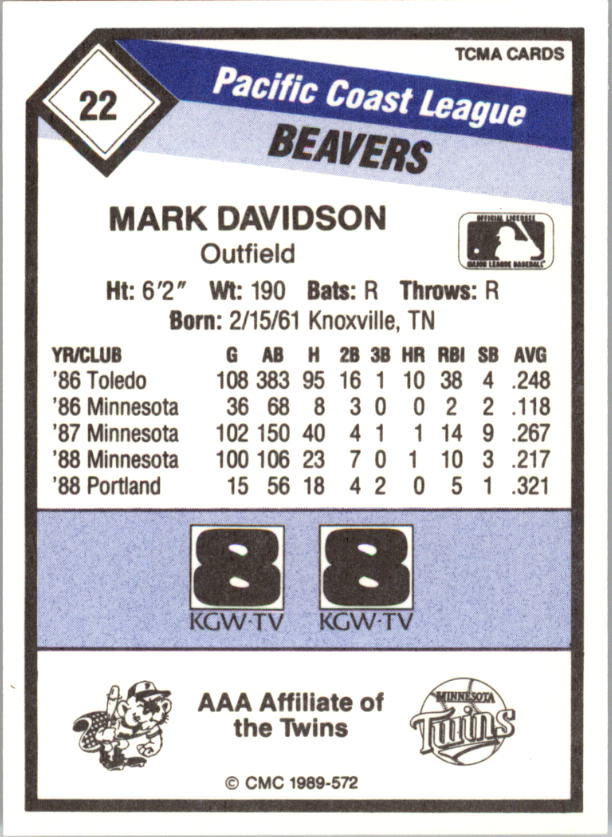 TCMA CARDS
22
Pacific Coast League
BEAVERS
MARK DAVIDSON
Outfield
OFFICIAL LICENSEE
MAJOR LEAGUE BASEBALL
Ht: 6'2" Wt: 190 Bats: R Throws: R
Born: 2/15/61 Knoxville, TN
YR/CLUB G AB H 2B 3B HR RBI SB AVG
'86 Toledo 108 383 95 16 1 10 38 4 .248
'86 Minnesota 36 68 8 3 0 0 2 2 .118
'87 Minnesota 102 150 40 4 1 1 14 9 .267
'88 Minnesota 100 106 23 7 0 1 10 3 .217
'88 Portland 15 56 18 4 2 0 5 1 .321
8 8
KGW·TV KGW·TV
AAA Affiliate of
the Twins
MINNESOTA
Twins
© CMC 1989-572